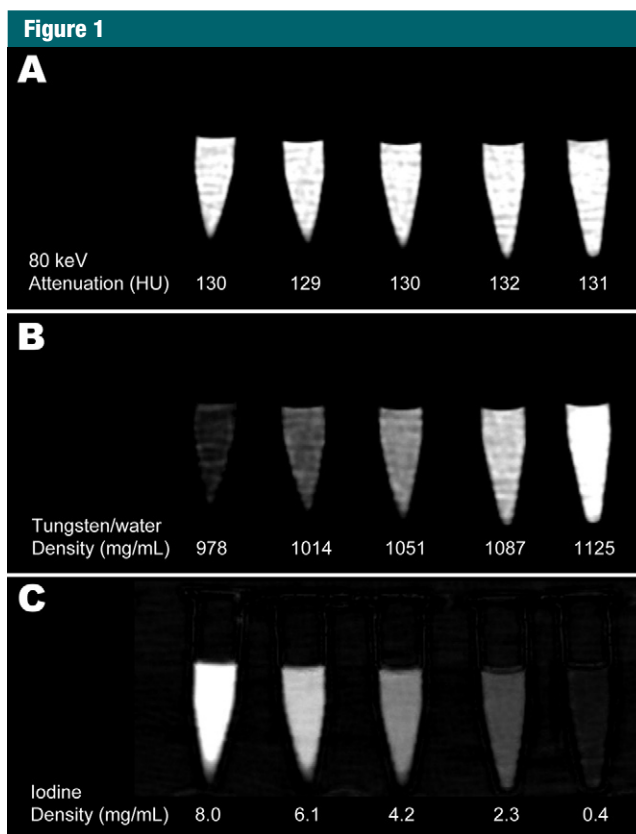 Figure 1
A
80 keV
Attenuation (HU) 130 129 130 132 131
B
Tungsten/water
Density (mg/mL) 978 1014 1051 1087 1125
C
Iodine
Density (mg/mL) 8.0 6.1 4.2 2.3 0.4